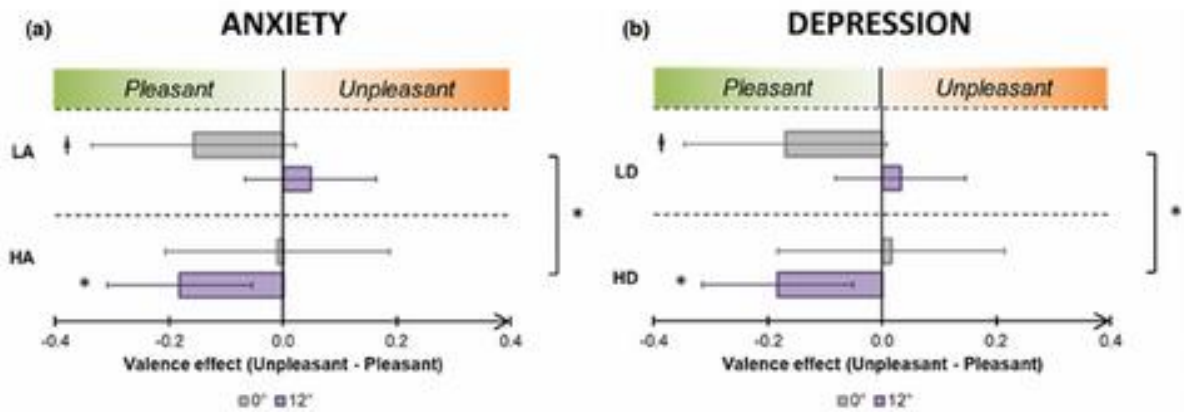 (a) ANXIETY
Pleasant Unpleasant
LA †
*
HA
*
-0.4 -0.2 0.0 0.2 0.4
Valence effect (Unpleasant - Pleasant)
0° 12°
(b) DEPRESSION
Pleasant Unpleasant
†
LD
*
HD *
-0.4 -0.2 0.0 0.2 0.4
Valence effect (Unpleasant - Pleasant)
0° 12°